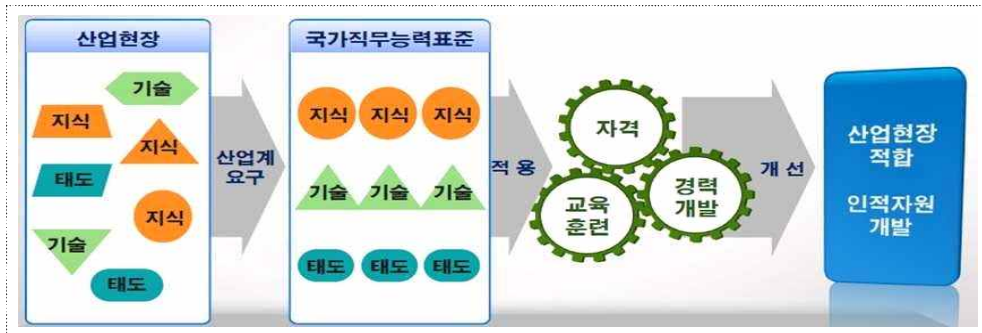 산업현장
기술
지식
지식
태도
지식
기술
태도
산업계
요구
국가직무능력표준
지식 지식 지식
기술 기술 기술
태도 태도 태도
적 용
자격
교육
훈련
경력
개발
개 선
산업현장
적합
인적자원
개발